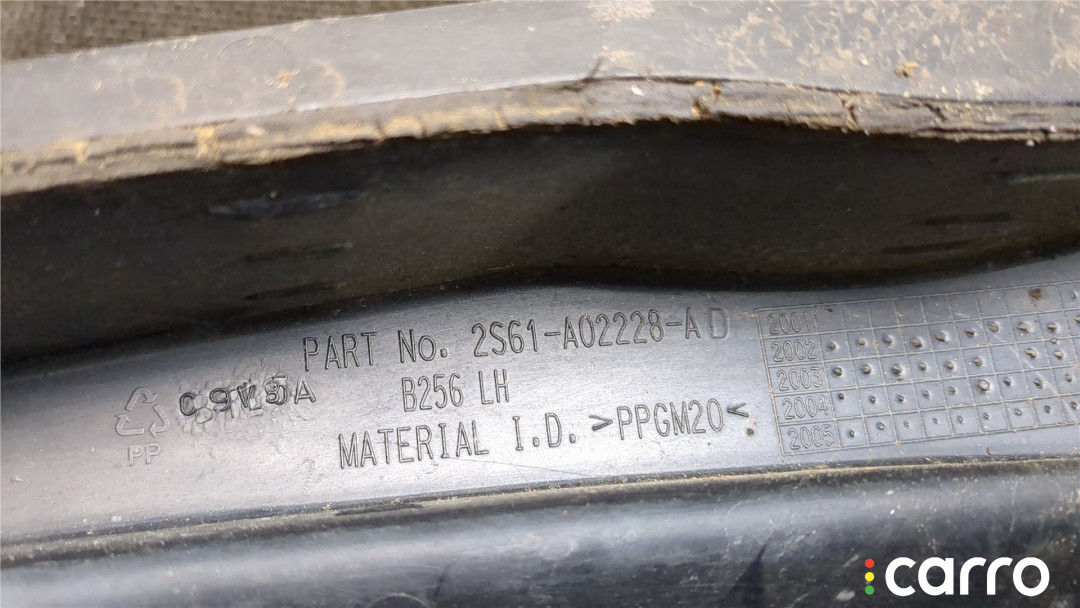 PART No. 2S61-A02228-AD
B256 LH
MATERIAL I.D. >PPGM20<
PP
2001
2002
2003
2004
2005
carro